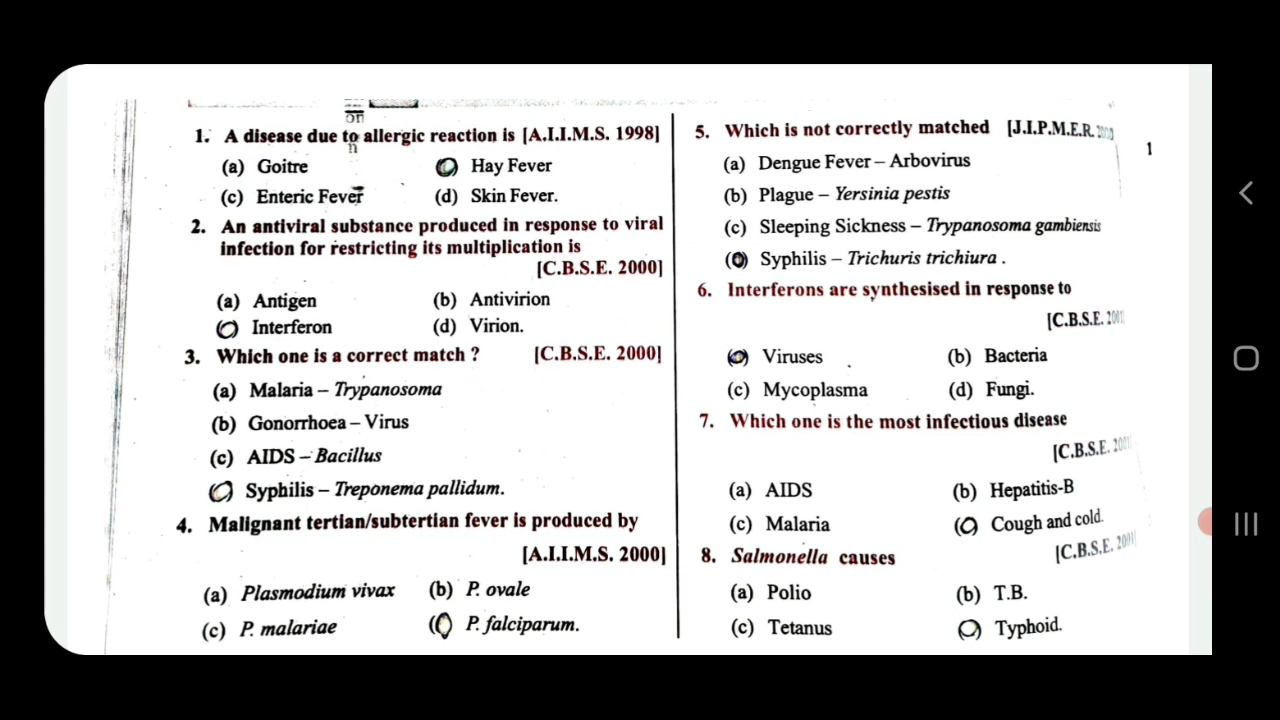 1. A disease due to allergic reaction is [A.I.I.M.S. 1998]
(a) Goitre
Hay Fever
(c) Enteric Fever
(d) Skin Fever.
2. An antiviral substance produced in response to viral
infection for restricting its multiplication is
[C.B.S.E. 2000]
(a) Antigen
(b) Antivirion
Interferon
(d) Virion.
3. Which one is a correct match ? [C.B.S.E. 2000]
(a) Malaria – Trypanosoma
(b) Gonorrhoea – Virus
(c) AIDS – Bacillus
Syphilis – Treponema pallidum.
4. Malignant tertian/subtertian fever is produced by
[A.I.I.M.S. 2000]
(a) Plasmodium vivax
(b) P. ovale
(c) P. malariae
P. falciparum.
5. Which is not correctly matched [J.I.P.M.E.R.
(a) Dengue Fever – Arbovirus
(b) Plague – Yersinia pestis
(c) Sleeping Sickness – Trypanosoma gambiensis
Syphilis – Trichuris trichiura .
6. Interferons are synthesised in response to
[C.B.S.E. 2001]
Viruses
(b) Bacteria
(c) Mycoplasma
(d) Fungi.
7. Which one is the most infectious disease
[C.B.S.E. 2001]
(a) AIDS
(b) Hepatitis-B
(c) Malaria
Cough and cold.
8. Salmonella causes
[C.B.S.E. 2001]
(a) Polio
(b) T.B.
(c) Tetanus
Typhoid.
1